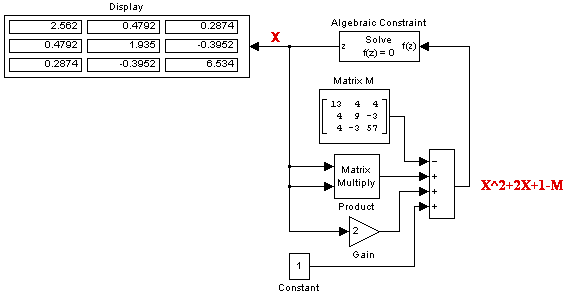 Display
2.562 0.4792 0.2874
0.4792 1.935 -0.3952
0.2874 -0.3952 6.534
X
Algebraic Constraint
z Solve f(z)
f(z) = 0
Matrix M
13 4 4
4 9 -3
4 -3 57
Matrix
Multiply
Product
2
Gain
1
Constant
−
+
+
+
X^2+2X+1-M